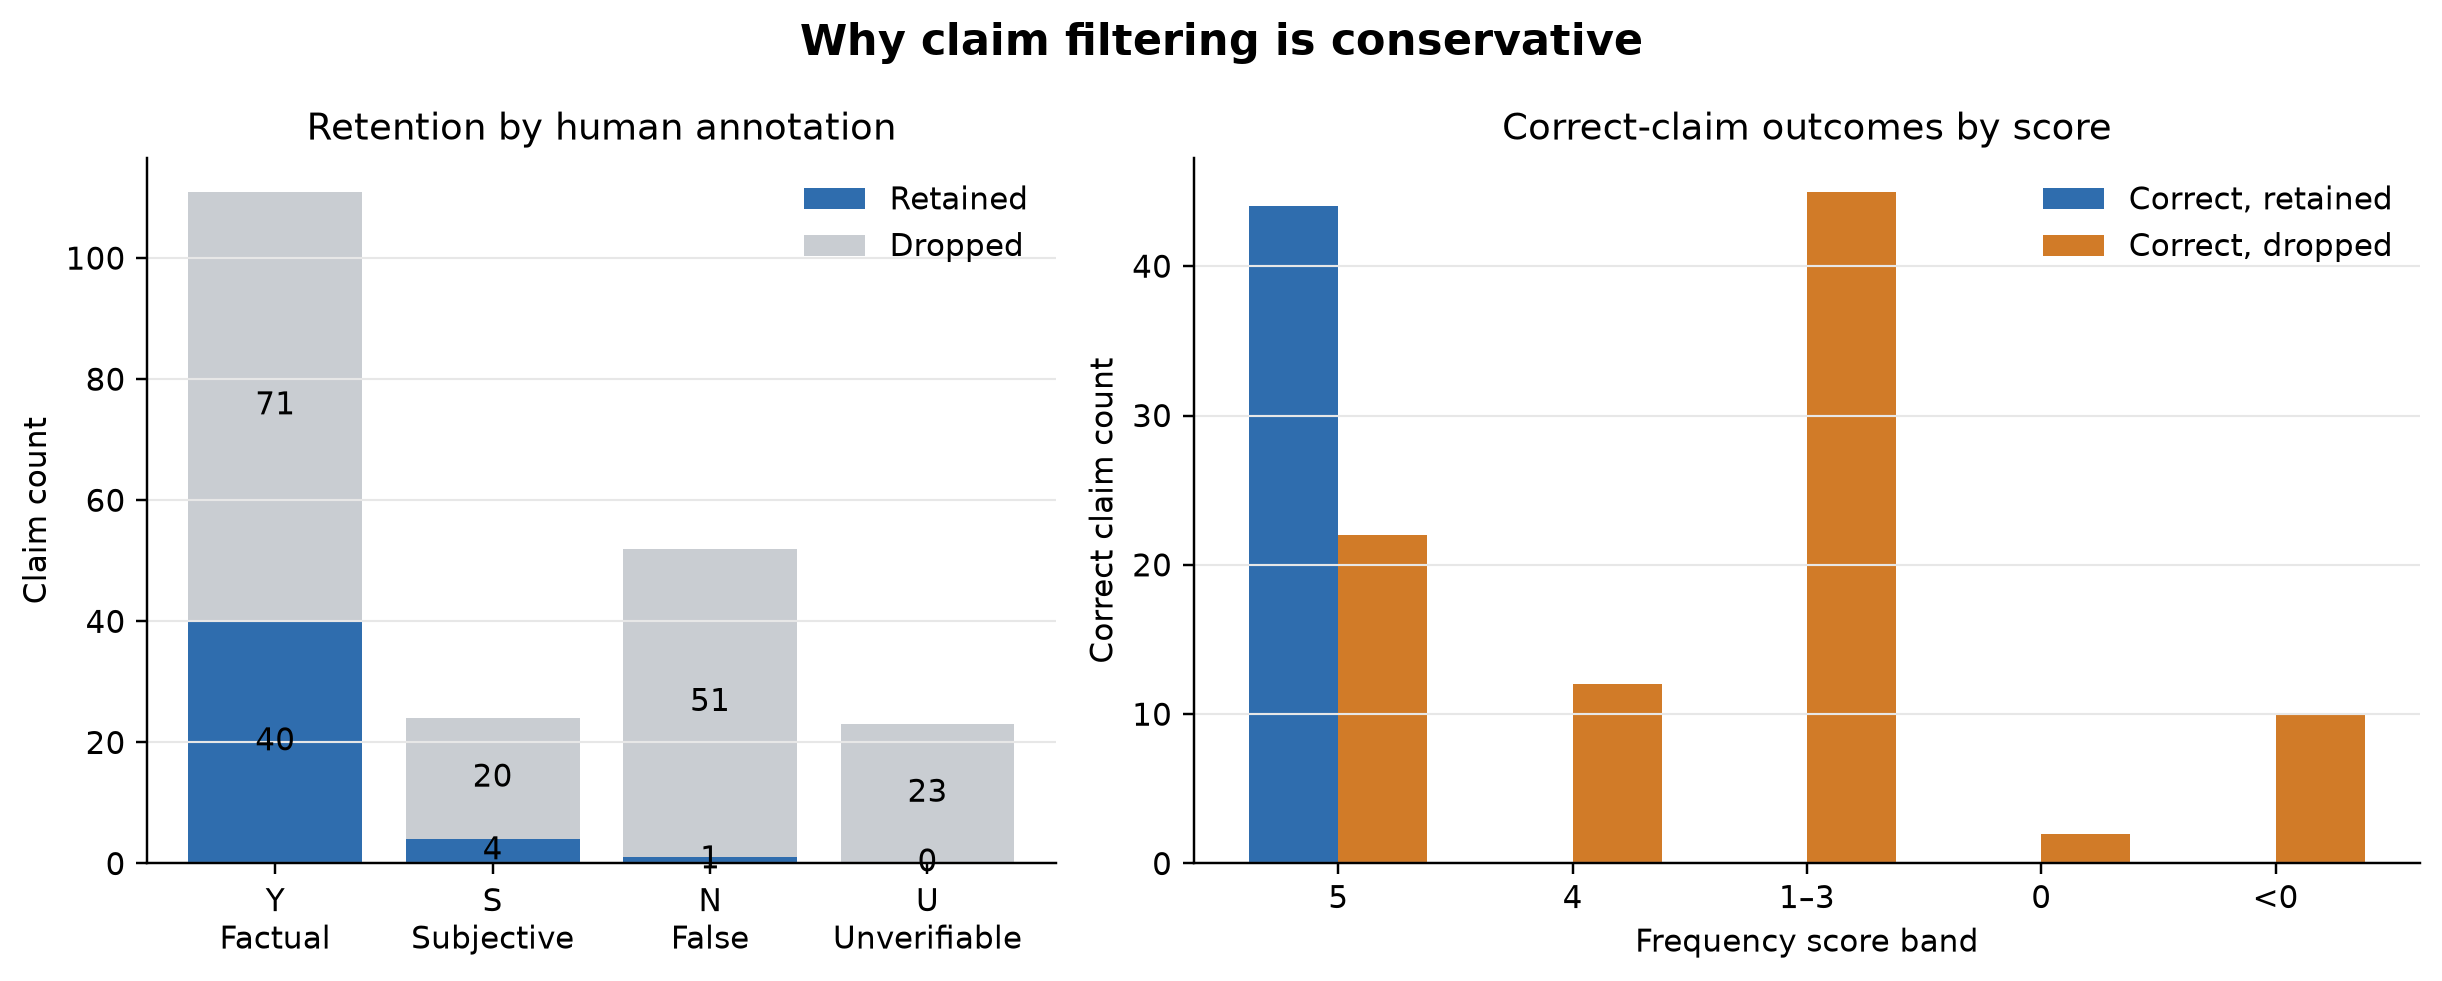 Why claim filtering is conservative
Retention by human annotation
Retained
Dropped
Claim count
100
80
60
40
20
0
71
40
20
4
51
1
23
0
Y
Factual
S
Subjective
N
False
U
Unverifiable
Correct-claim outcomes by score
Correct, retained
Correct, dropped
Correct claim count
40
30
20
10
0
5
4
1–3
0
<0
Frequency score band